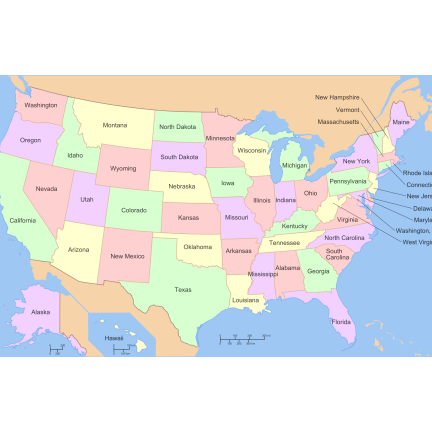 New Hampshire
Vermont
Massachusetts
Washington
Montana
North Dakota
Minnesota
Maine
Oregon
Idaho
Wyoming
South Dakota
Wisconsin
Michigan
New York
Rhode Isla
Connectic
New Jers
Delawa
Maryla
Washington,
West Virgi
Nevada
Utah
Colorado
Nebraska
Iowa
Illinois
Indiana
Ohio
Pennsylvania
California
Kansas
Missouri
Kentucky
Virginia
Arizona
New Mexico
Oklahoma
Arkansas
Tennessee
North Carolina
South
Carolina
Texas
Louisiana
Mississippi
Alabama
Georgia
Florida
Alaska
Hawaii